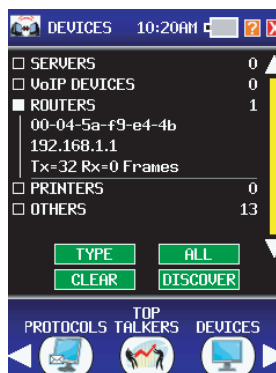 DEVICES 10:20AM ?
SERVERS 0
VoIP DEVICES 0
ROUTERS 1
00-04-5a-f9-e4-4b
192.168.1.1
Tx=32 Rx=0 Frames
PRINTERS 0
OTHERS 13
TYPE ALL
CLEAR DISCOVER
PROTOCOLS TOP TALKERS DEVICES